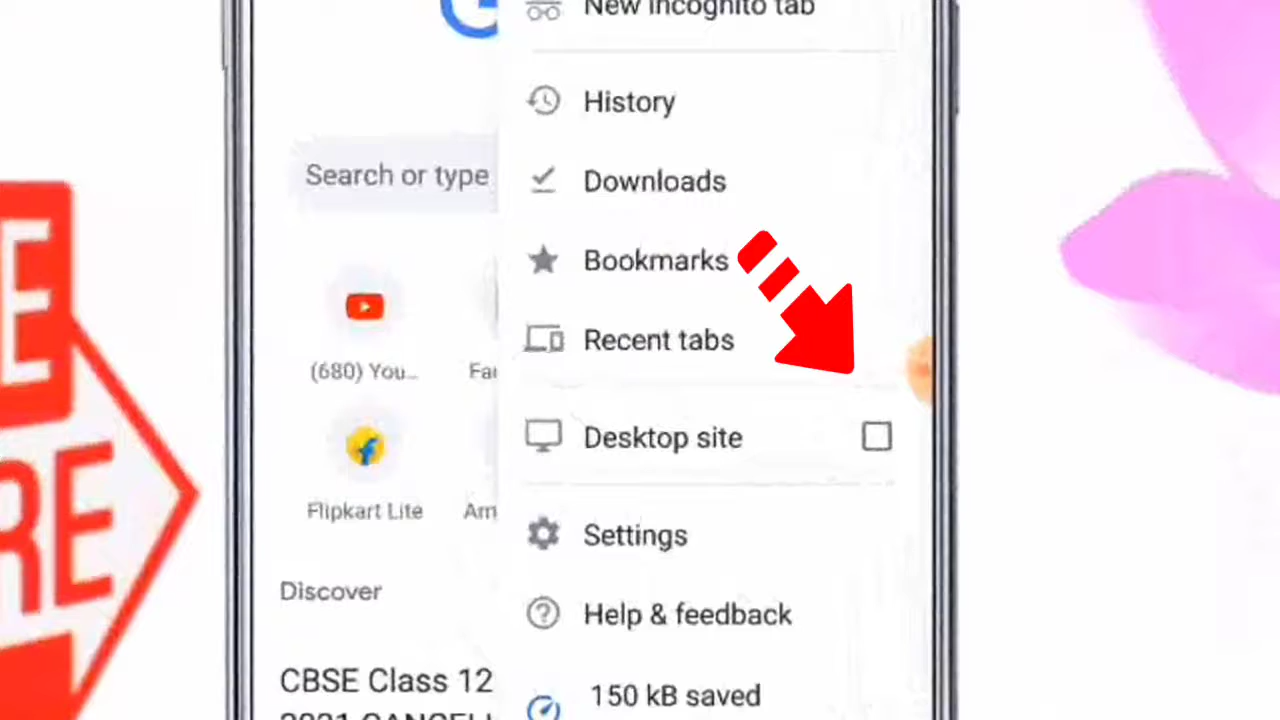 New Incognito tab
History
Downloads
Search or type
Bookmarks
Recent tabs
(680) You...
Desktop site
Flipkart Lite
Settings
Discover
Help & feedback
CBSE Class 12
150 kB saved